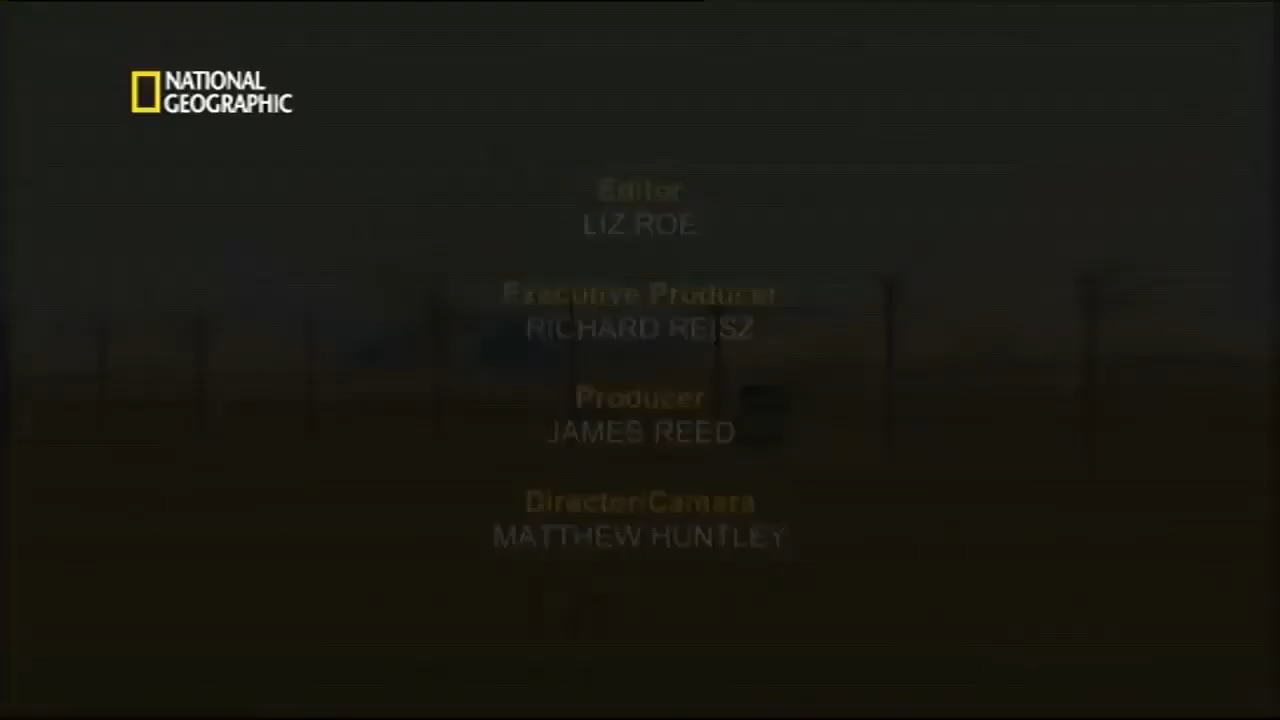 NATIONAL
GEOGRAPHIC
Editor
LIZ ROE
Executive Producer
RICHARD REISZ
Producer
JAMES REED
Director/Camera
MATTHEW HUNTLEY